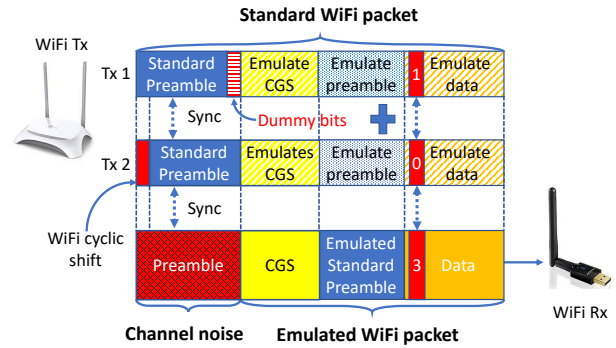 Standard WiFi packet
WiFi Tx
Tx 1
Standard
Preamble
Emulate
CGS
Emulate
preamble
1
Emulate
data
Sync
Dummy bits
Tx 2
Standard
Preamble
Emulates
CGS
Emulate
preamble
0
Emulate
data
Sync
WiFi cyclic
shift
Preamble
CGS
Emulated
Standard
Preamble
3
Data
WiFi Rx
Channel noise
Emulated WiFi packet